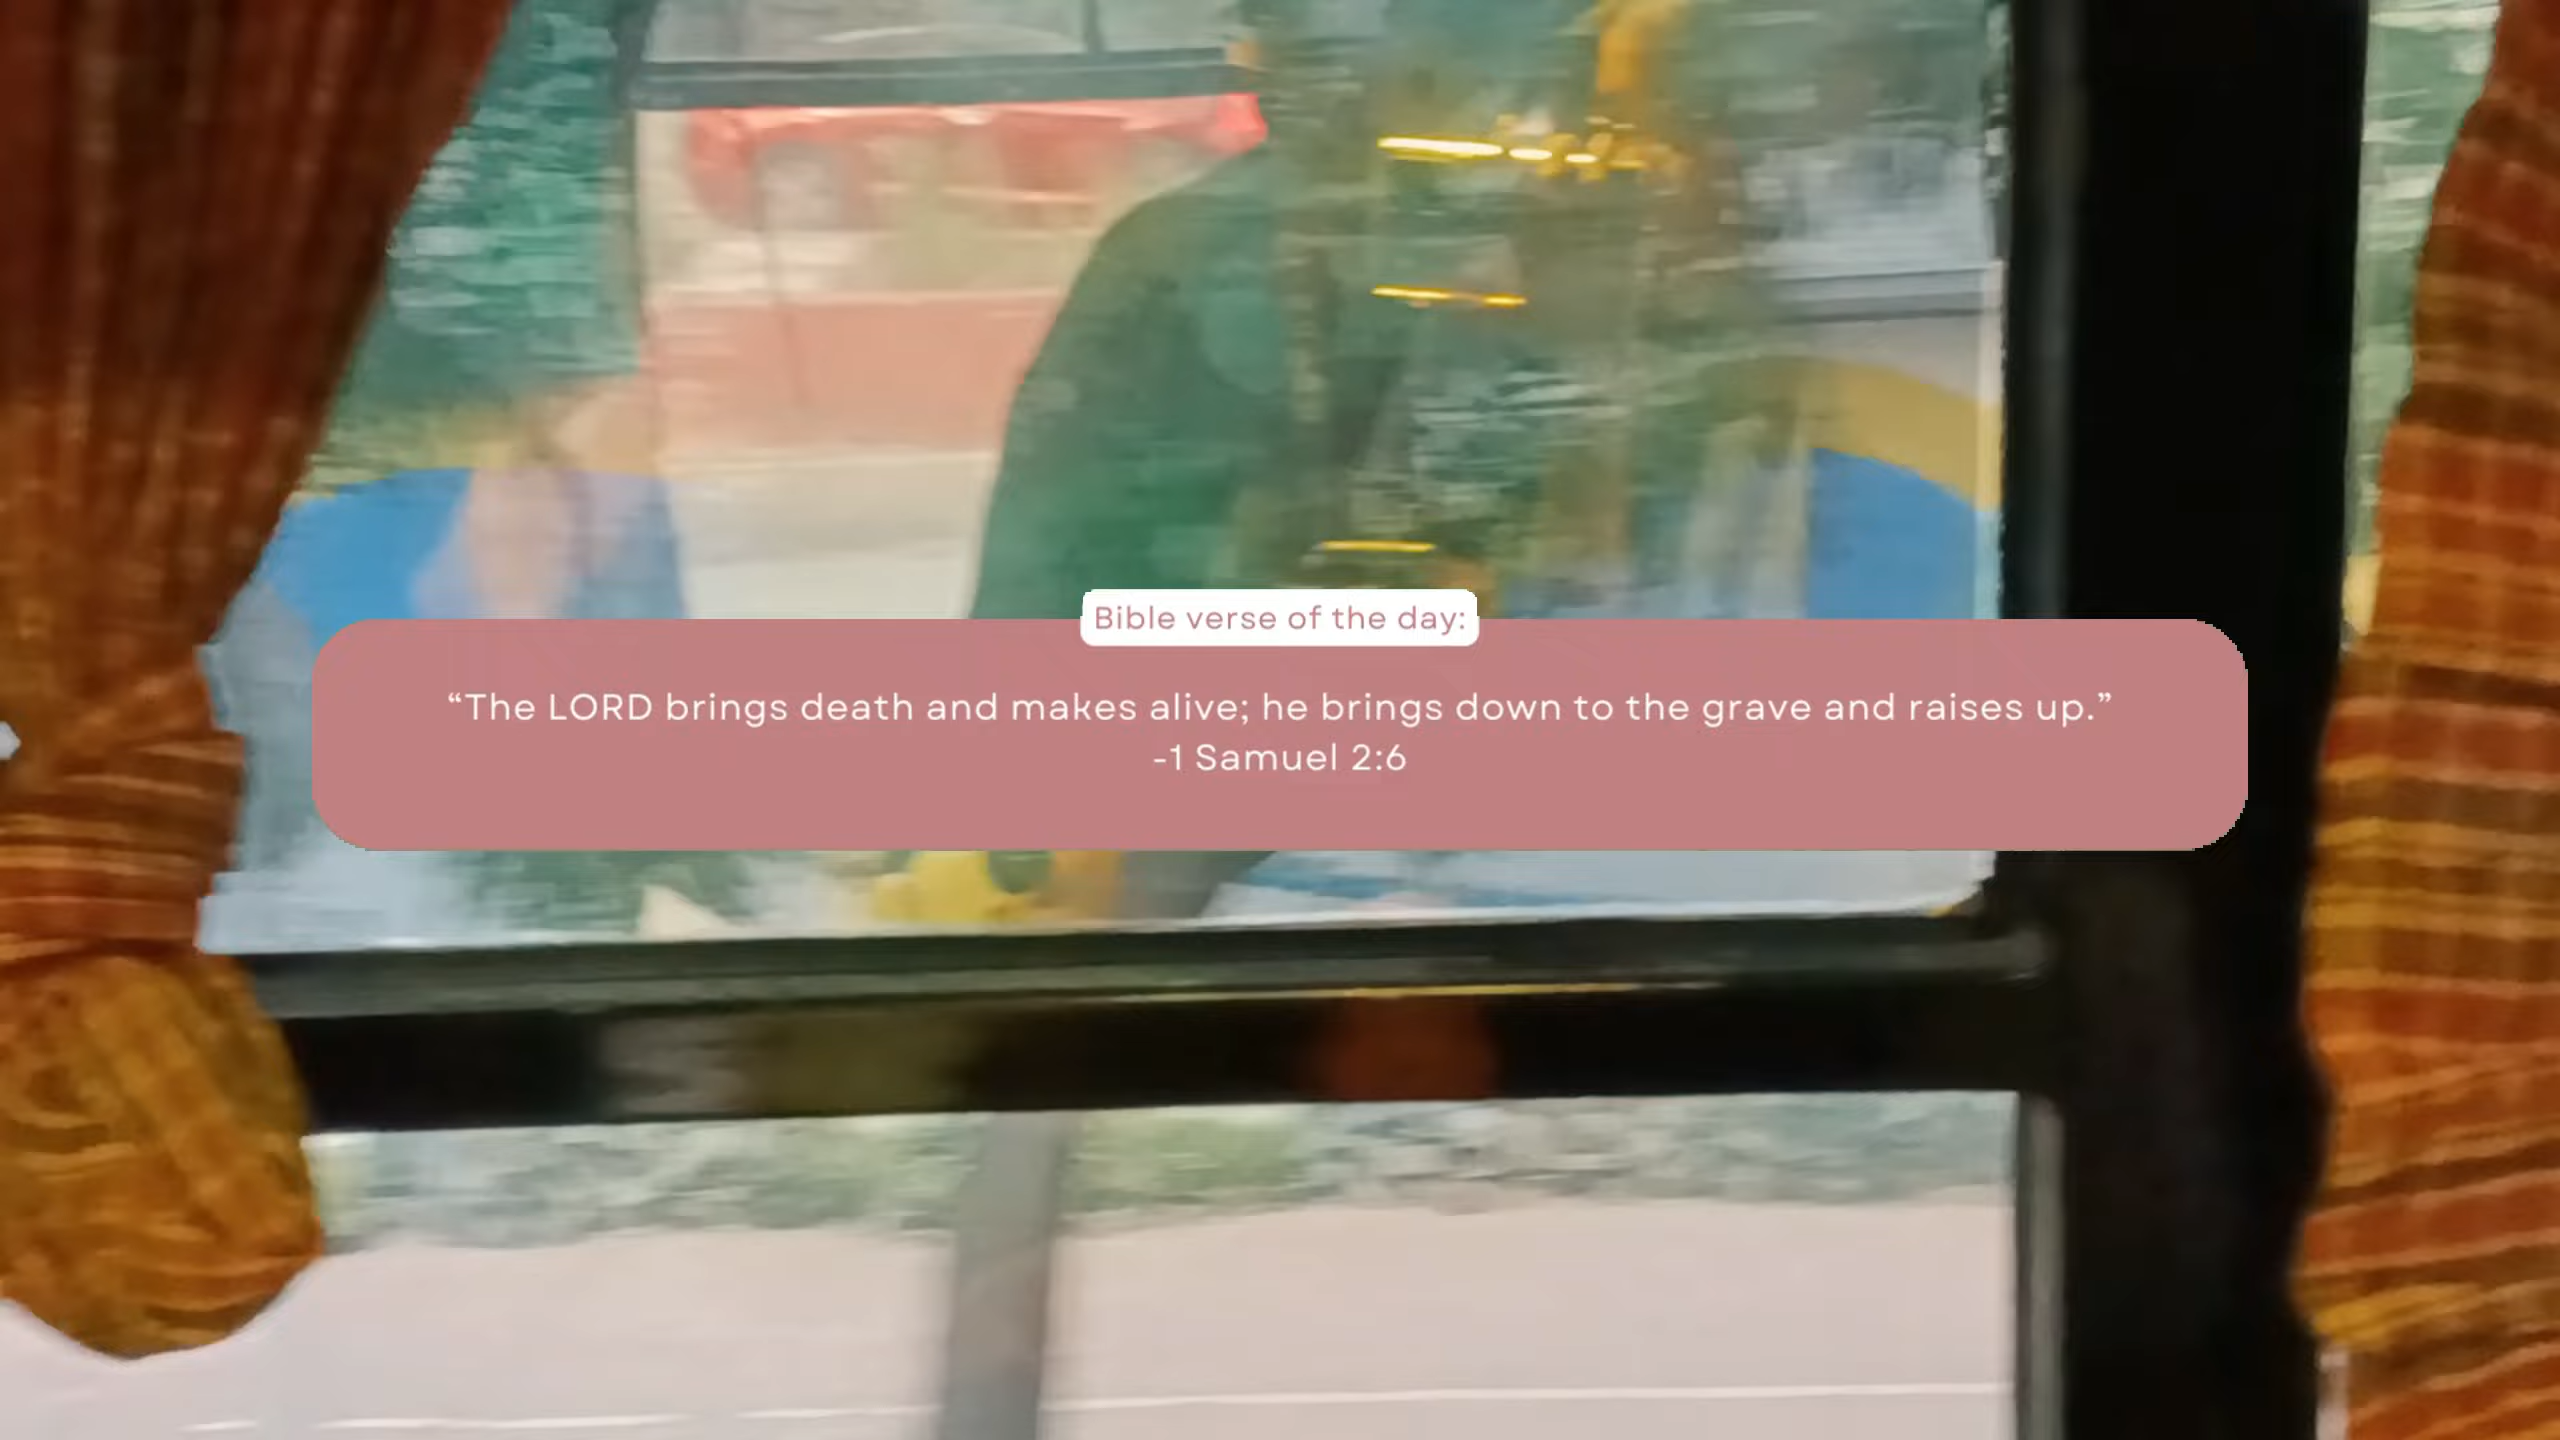 Bible verse of the day:
“The LORD brings death and makes alive; he brings down to the grave and raises up.”
-1 Samuel 2:6